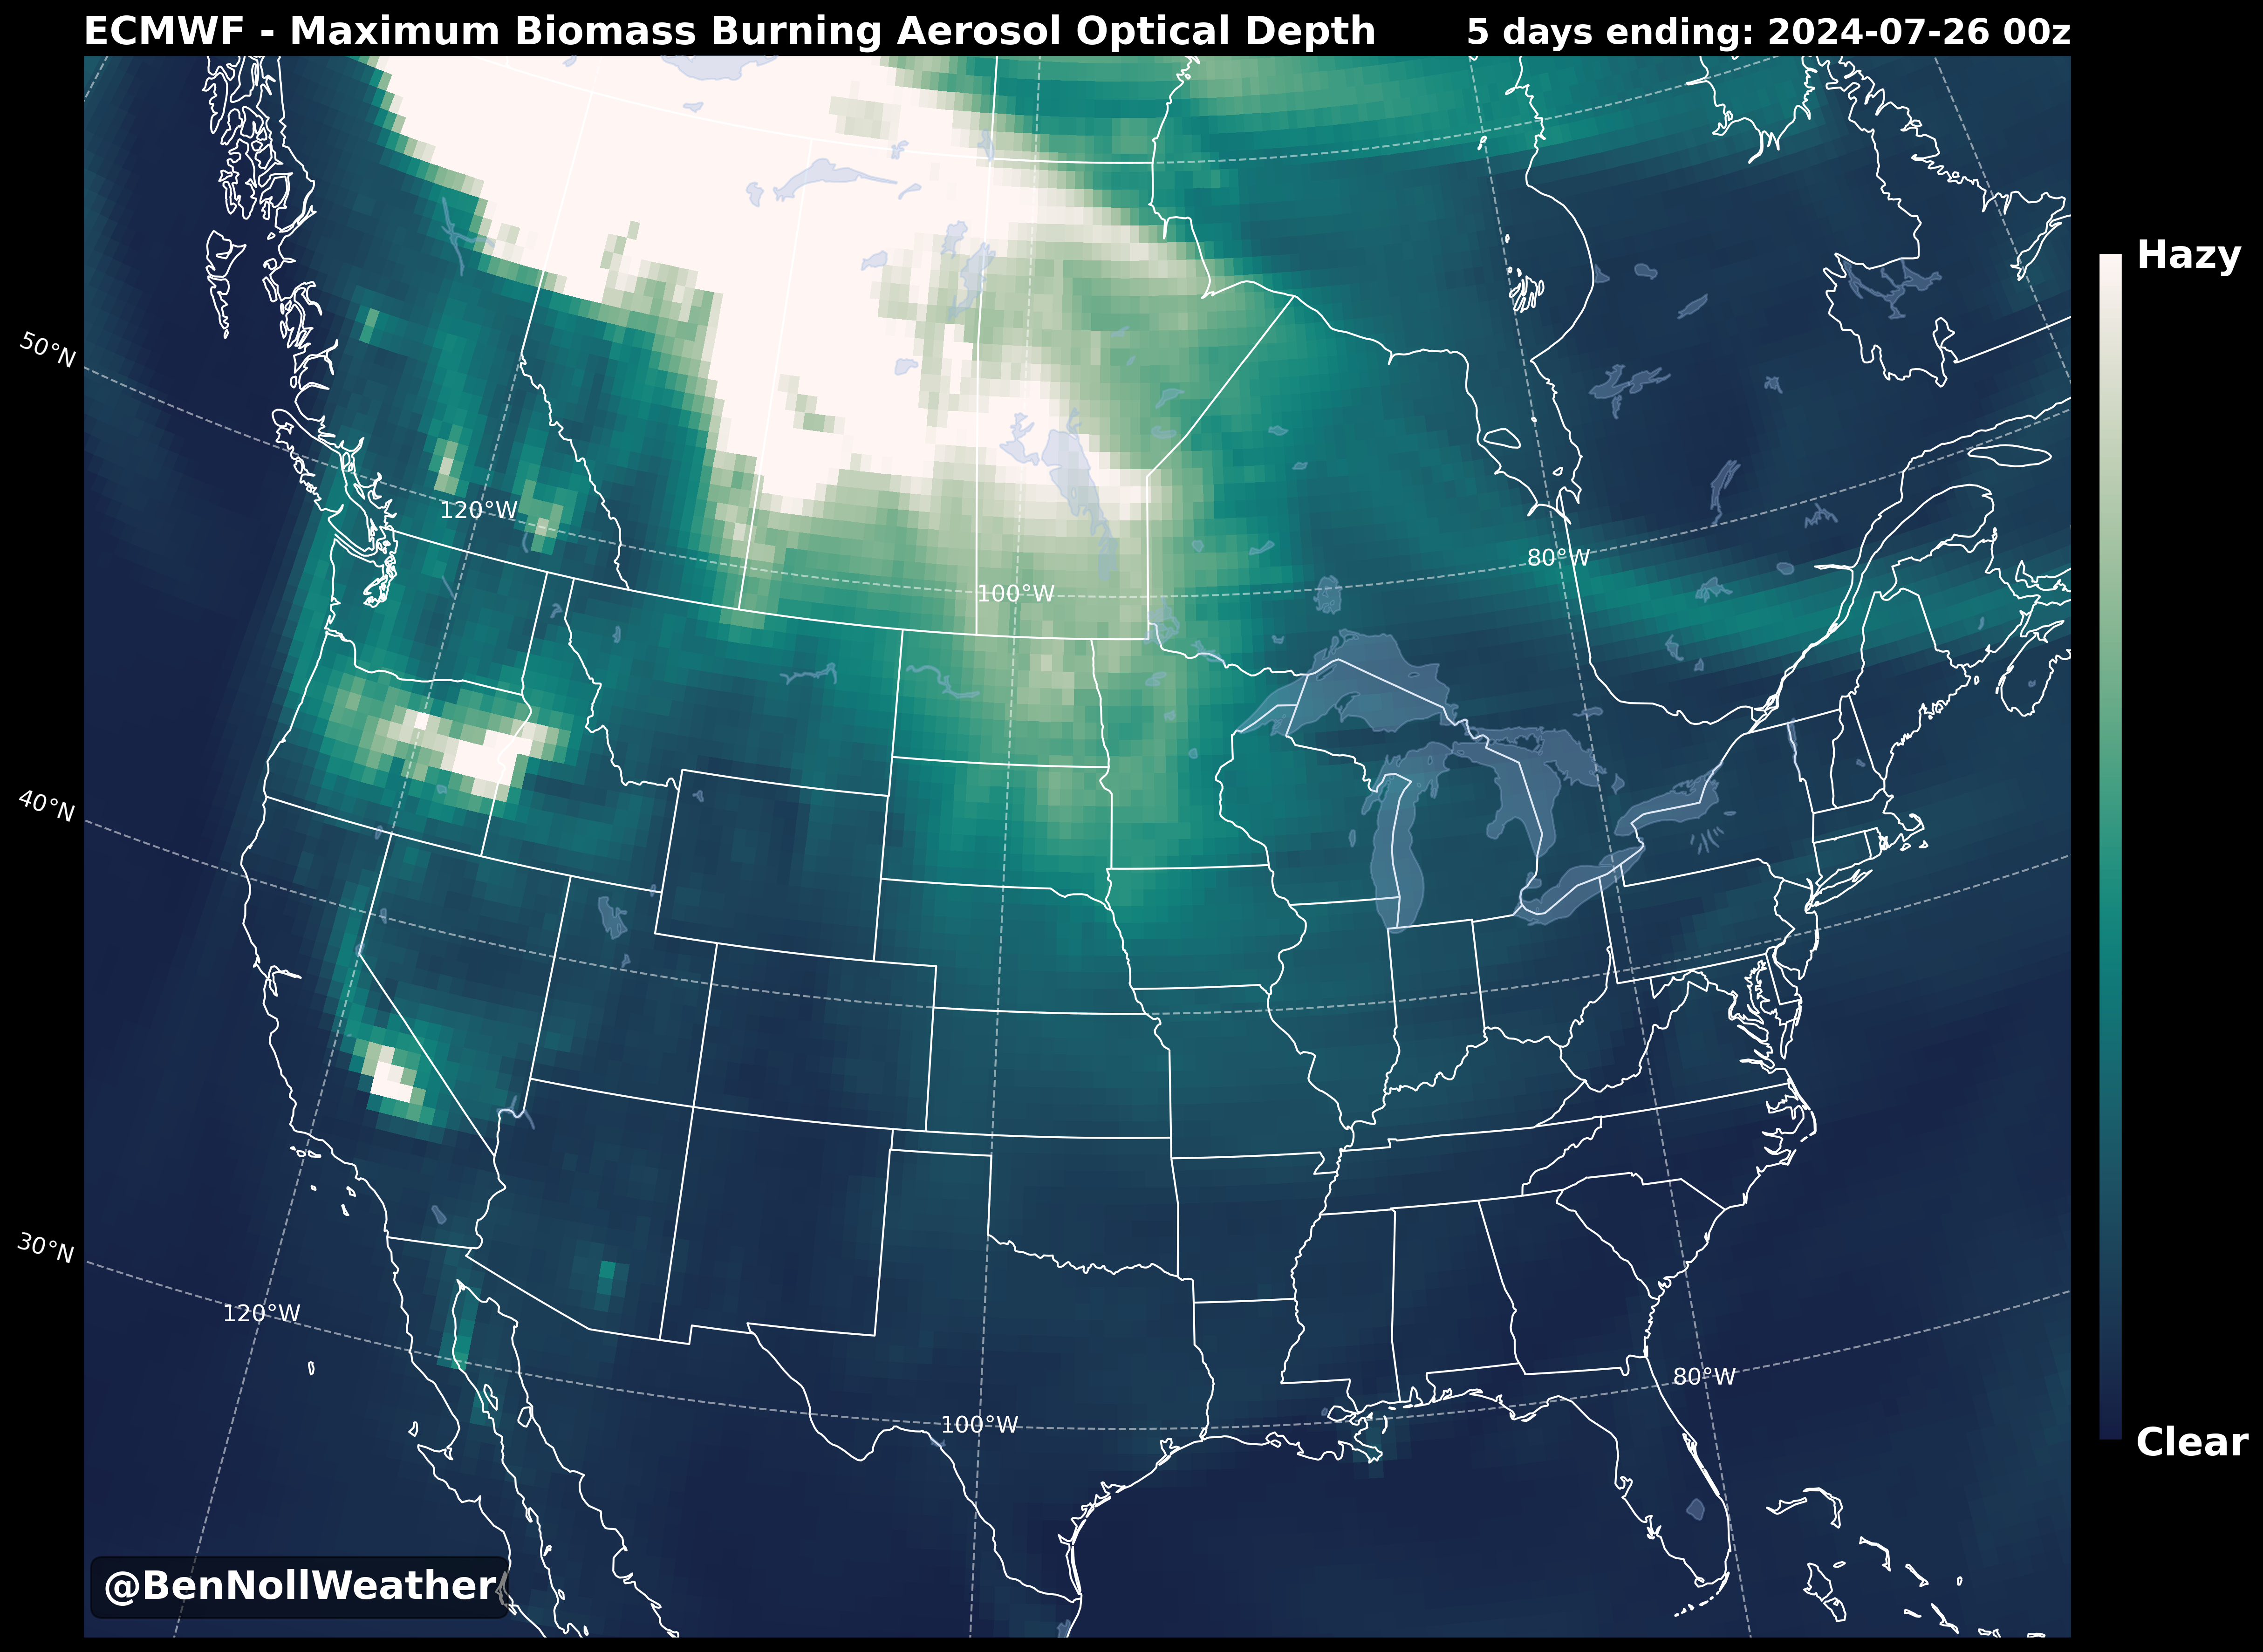 ECMWF - Maximum Biomass Burning Aerosol Optical Depth
5 days ending: 2024-07-26 00z
Hazy
50°N
120°W
80°W
100°W
40°N
30°N
120°W
80°W
100°W
Clear
@BenNollWeather